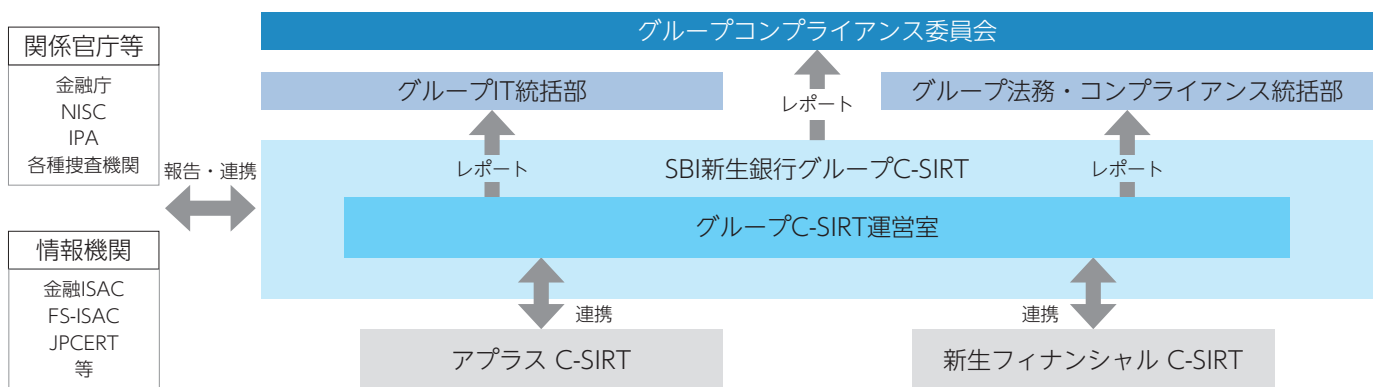 関係官庁等
金融庁
NISC
IPA
各種捜査機関
報告・連携
情報機関
金融ISAC
FS-ISAC
JPCERT
等
グループコンプライアンス委員会
グループIT統括部
レポート
グループ法務・コンプライアンス統括部
レポート
SBI新生銀行グループC-SIRT
レポート
グループC-SIRT運営室
連携
連携
アプラス C-SIRT
新生フィナンシャル C-SIRT